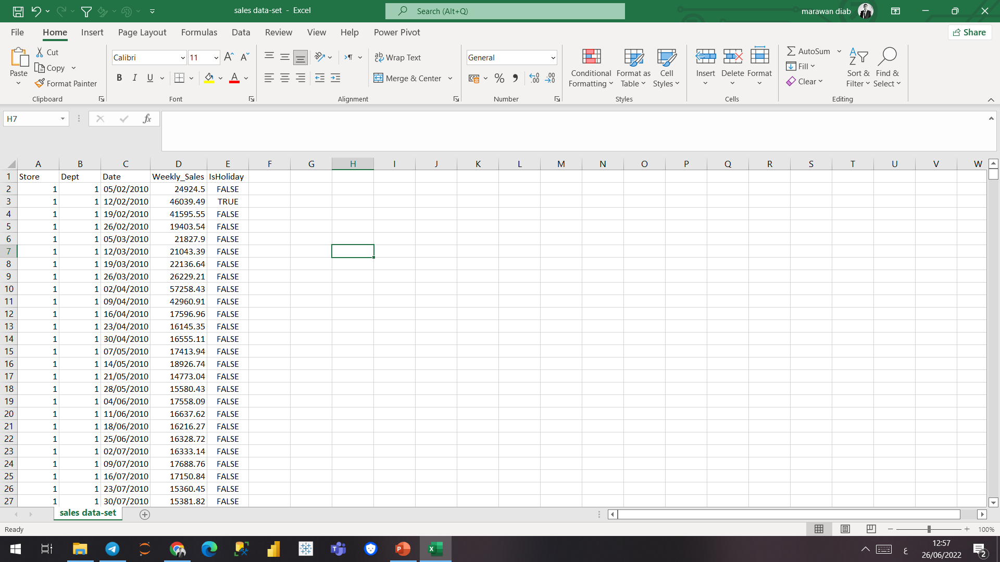 sales data-set - Excel
Search (Alt+Q)
marawan diab
File Home Insert Page Layout Formulas Data Review View Help Power Pivot
Share
Paste
Cut
Copy
Format Painter
Clipboard
Calibri 11
B I U A
Font
ab Wrap Text
Merge & Center
Alignment
General
% 9
Number
Conditional Formatting
Format as Table
Cell Styles
Styles
Insert Delete Format
Cells
AutoSum
Fill
Clear
Sort & Filter
Find & Select
Editing
H7 fx
A B C D E F G H I J K L M N O P Q R S T U V W
1 Store Dept Date Weekly_Sales IsHoliday
2 1 1 05/02/2010 24924.5 FALSE
3 1 1 12/02/2010 46039.49 TRUE
4 1 1 19/02/2010 41595.55 FALSE
5 1 1 26/02/2010 19403.54 FALSE
6 1 1 05/03/2010 21827.9 FALSE
7 1 1 12/03/2010 21043.39 FALSE
8 1 1 19/03/2010 22136.64 FALSE
9 1 1 26/03/2010 26229.21 FALSE
10 1 1 02/04/2010 57258.43 FALSE
11 1 1 09/04/2010 42960.91 FALSE
12 1 1 16/04/2010 17596.96 FALSE
13 1 1 23/04/2010 16145.35 FALSE
14 1 1 30/04/2010 16555.11 FALSE
15 1 1 07/05/2010 17413.94 FALSE
16 1 1 14/05/2010 18926.74 FALSE
17 1 1 21/05/2010 14773.04 FALSE
18 1 1 28/05/2010 15580.43 FALSE
19 1 1 04/06/2010 17558.09 FALSE
20 1 1 11/06/2010 16637.62 FALSE
21 1 1 18/06/2010 16216.27 FALSE
22 1 1 25/06/2010 16328.72 FALSE
23 1 1 02/07/2010 16333.14 FALSE
24 1 1 09/07/2010 17688.76 FALSE
25 1 1 16/07/2010 17150.84 FALSE
26 1 1 23/07/2010 15360.45 FALSE
27 1 1 30/07/2010 15381.82 FALSE
sales data-set
Ready
100%
ع
12:57
26/06/2022
2